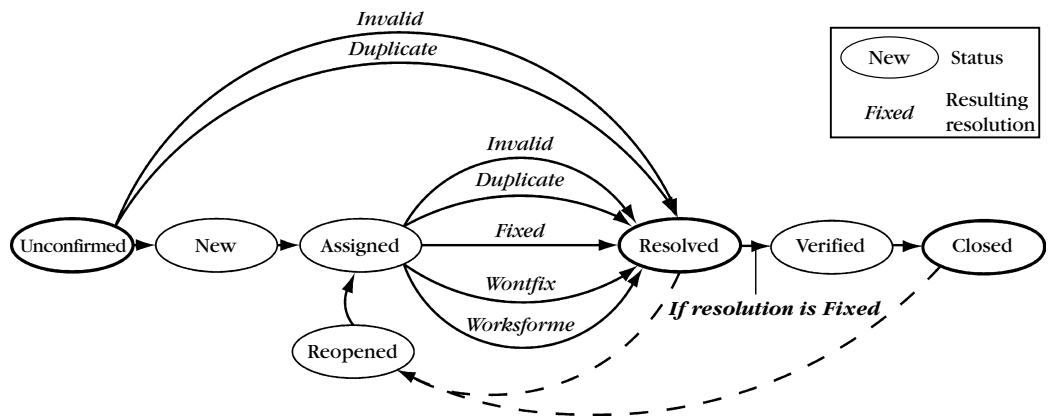 Invalid
Duplicate
New
Status
Fixed
Resulting
resolution
Invalid
Duplicate
Unconfirmed
New
Assigned
Fixed
Resolved
Verified
Closed
Wontfix
If resolution is Fixed
Worksforme
Reopened